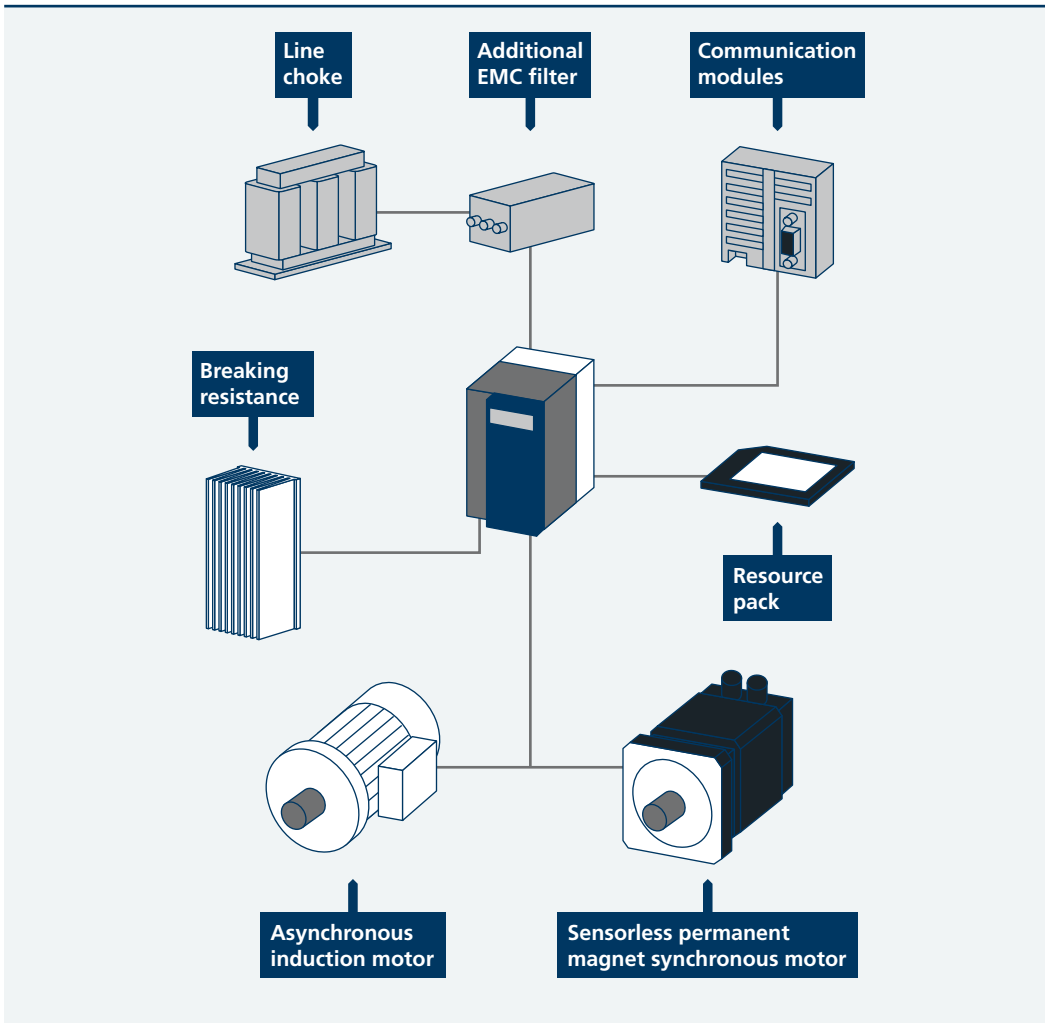 Line
choke
Additional
EMC filter
Communication
modules
Breaking
resistance
Resource
pack
Asynchronous
induction motor
Sensorless permanent
magnet synchronous motor